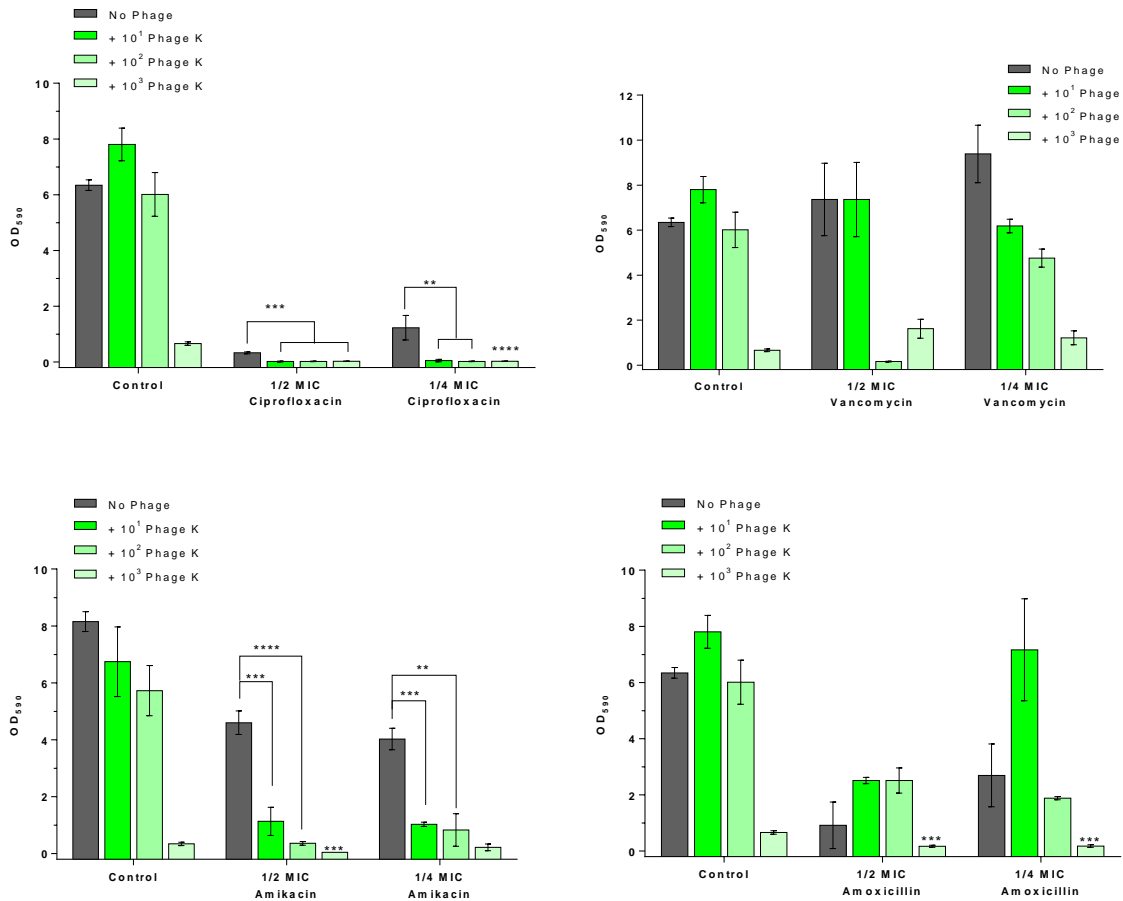 No Phage
+ 10¹ Phage K
+ 10² Phage K
+ 10³ Phage K
10
8
6
4
2
0
OD₅₉₀
***
**
****
Control
1/2 MIC
Ciprofloxacin
1/4 MIC
Ciprofloxacin
No Phage
+ 10¹ Phage
+ 10² Phage
+ 10³ Phage
12
10
8
6
4
2
0
OD₅₉₀
Control
1/2 MIC
Vancomycin
1/4 MIC
Vancomycin
No Phage
+ 10¹ Phage K
+ 10² Phage K
+ 10³ Phage K
10
8
6
4
2
0
OD₅₉₀
****
***
***
**
***
Control
1/2 MIC
Amikacin
1/4 MIC
Amikacin
No Phage
+ 10¹ Phage K
+ 10² Phage K
+ 10³ Phage K
10
8
6
4
2
0
OD₅₉₀
***
***
Control
1/2 MIC
Amoxicillin
1/4 MIC
Amoxicillin